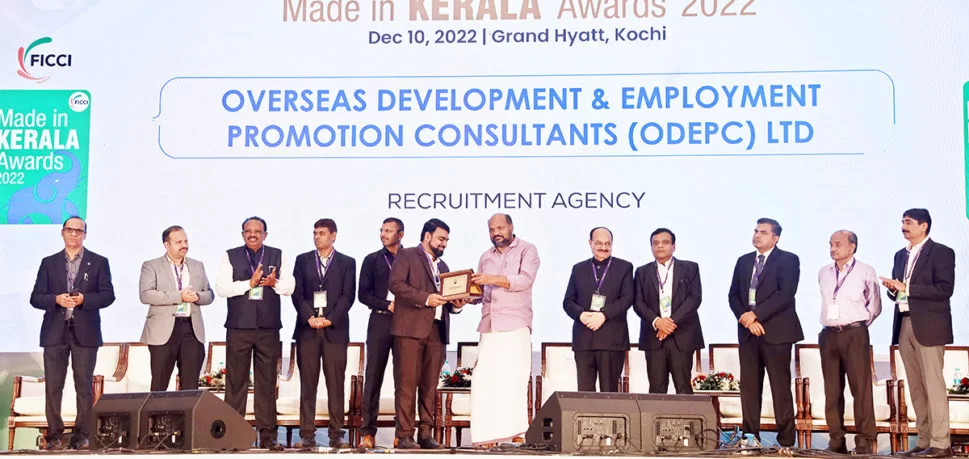 Made in KERALA Awards 2022
Dec 10, 2022 | Grand Hyatt, Kochi
FICCI
OVERSEAS DEVELOPMENT & EMPLOYMENT
PROMOTION CONSULTANTS (ODEPC) LTD
FICCI
Made in
KERALA
Awards
2022
RECRUITMENT AGENCY